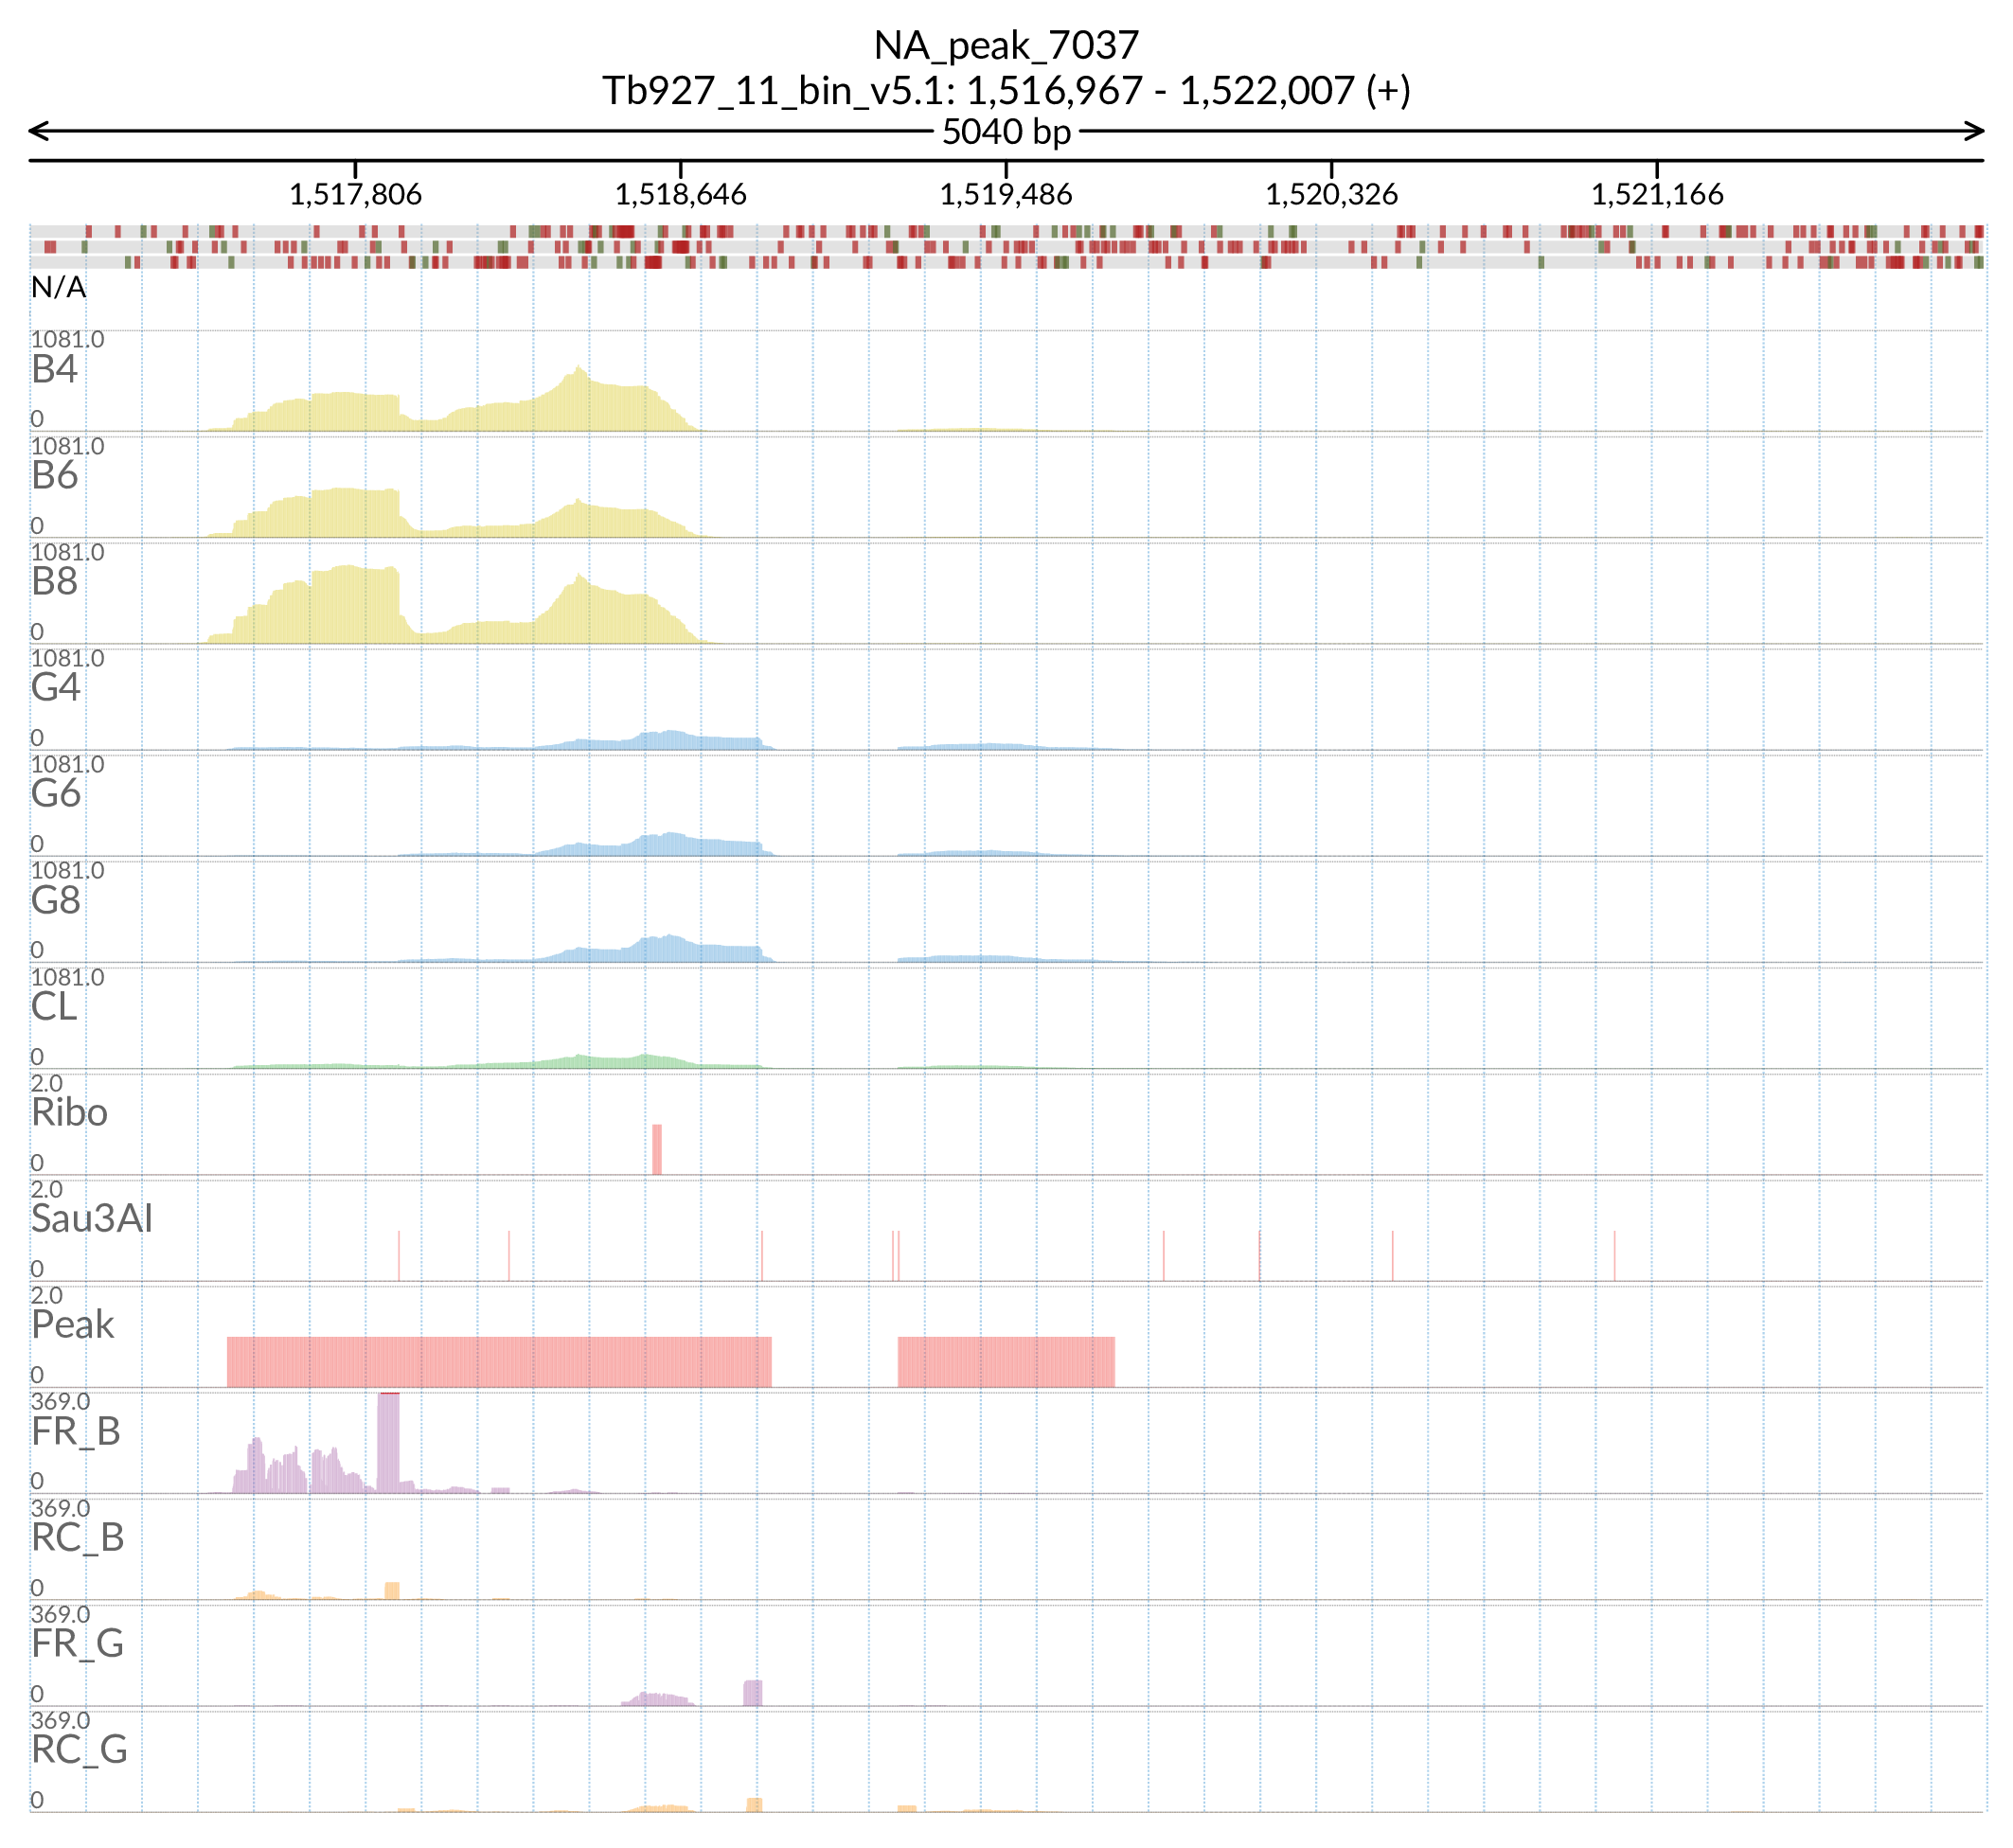 NA_peak_7037
Tb927_11_bin_v5.1: 1,516,967 - 1,522,007 (+)
5040 bp
1,517,806 1,518,646 1,519,486 1,520,326 1,521,166
N/A
1081.0
B4
0
1081.0
B6
0
1081.0
B8
0
1081.0
G4
0
1081.0
G6
0
1081.0
G8
0
1081.0
CL
0
2.0
Ribo
0
2.0
Sau3AI
0
2.0
Peak
0
369.0
FR_B
0
369.0
RC_B
0
369.0
FR_G
0
369.0
RC_G
0